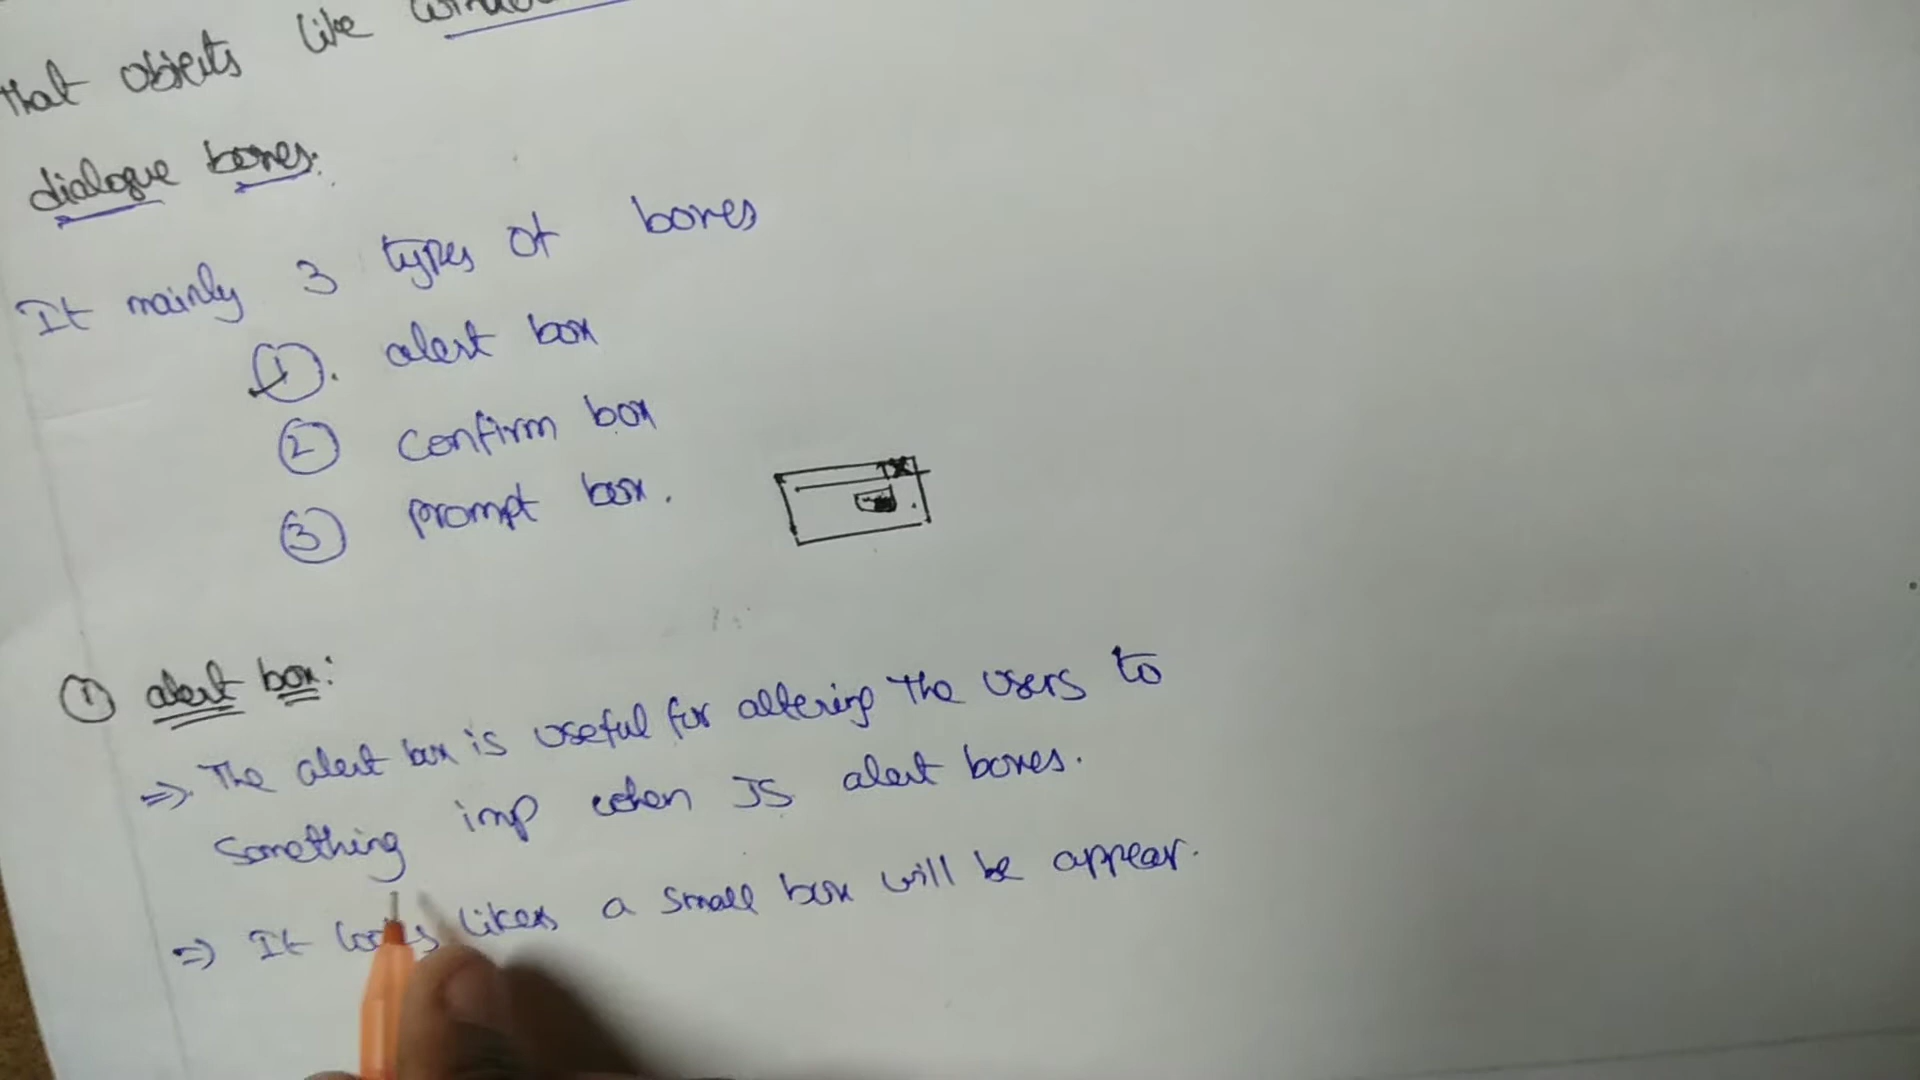 that objects like
dialogue boxes:
It mainly 3 types of boxes
①. alert box
② confirm box
③ prompt box.
① alert box:
⇒ The alert box is useful for altering the users to
something imp when JS alert boxes.
⇒ It looks likes a small box will be appear.